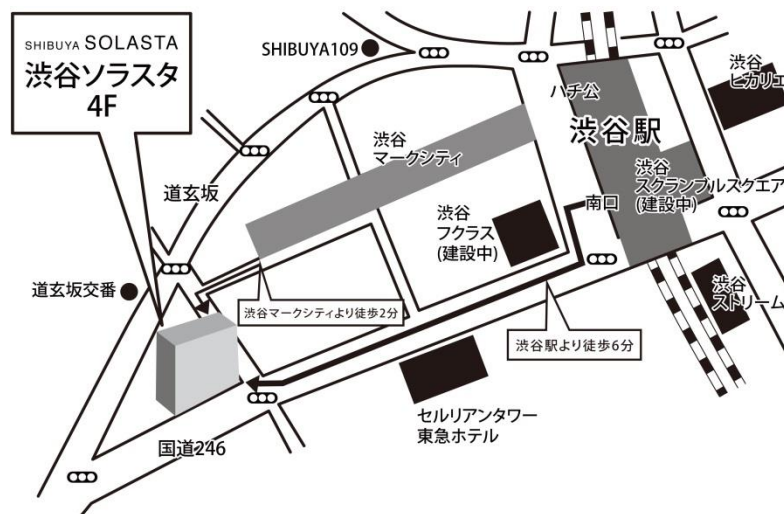 SHIBUYA SOLASTA
渋谷ソラスタ
4F
SHIBUYA109
ハチ公
渋谷駅
渋谷
ヒカリエ
渋谷
マークシティ
道玄坂
渋谷
フクラス
(建設中)
南口
渋谷
スクランブルスクエア
(建設中)
道玄坂交番
渋谷マークシティより徒歩2分
渋谷駅より徒歩6分
渋谷
ストリーム
セルリアンタワー
東急ホテル
国道246